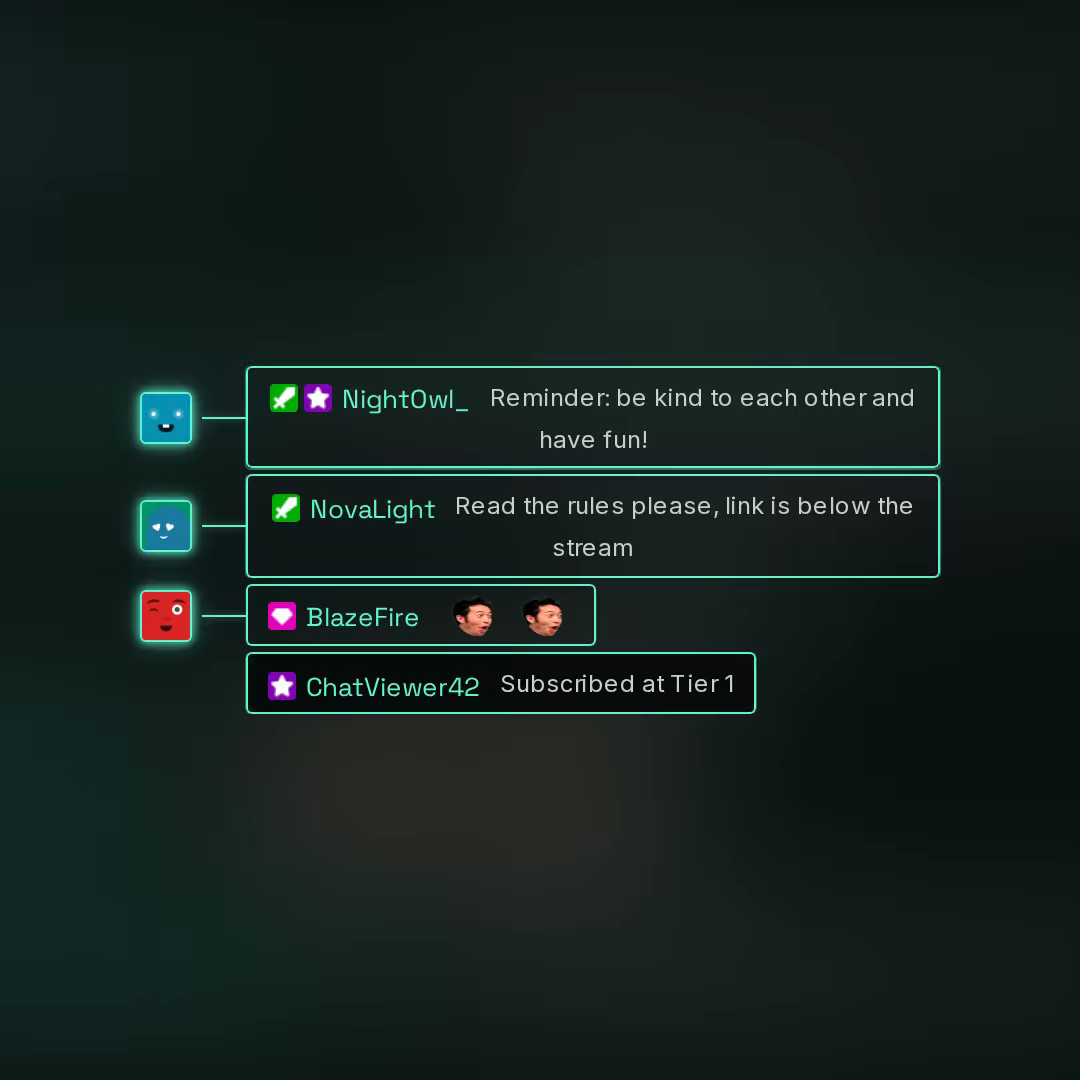 NightOwl_ Reminder: be kind to each other and
have fun!
NovaLight Read the rules please, link is below the
stream
BlazeFire
ChatViewer42 Subscribed at Tier 1